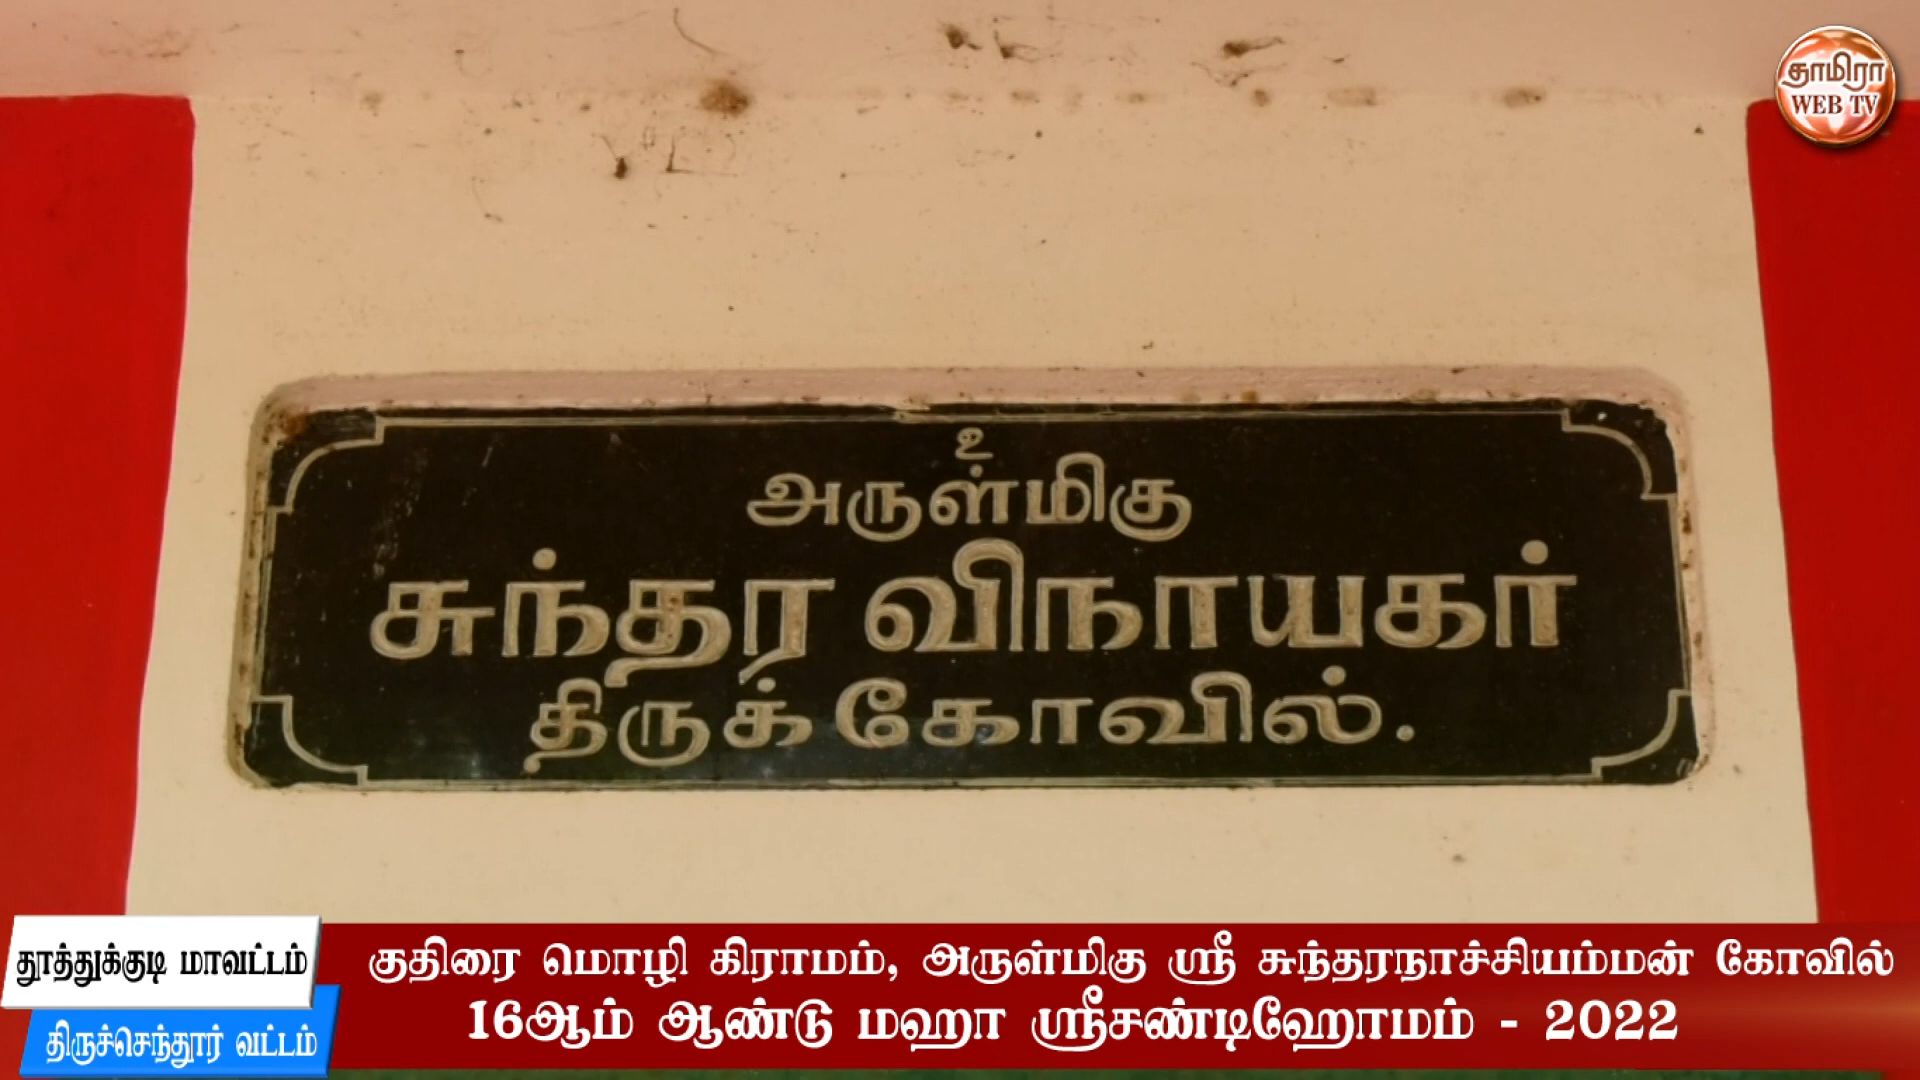 தாமிரா
WEB TV
உ
அருள்மிகு
சுந்தர விநாயகர்
திருக்கோவில்.
தூத்துக்குடி மாவட்டம்
திருச்செந்தூர் வட்டம்
குதிரை மொழி கிராமம், அருள்மிகு ஸ்ரீ சுந்தரநாச்சியம்மன் கோவில்
16ஆம் ஆண்டு மஹா ஸ்ரீசண்டிஹோமம் - 2022